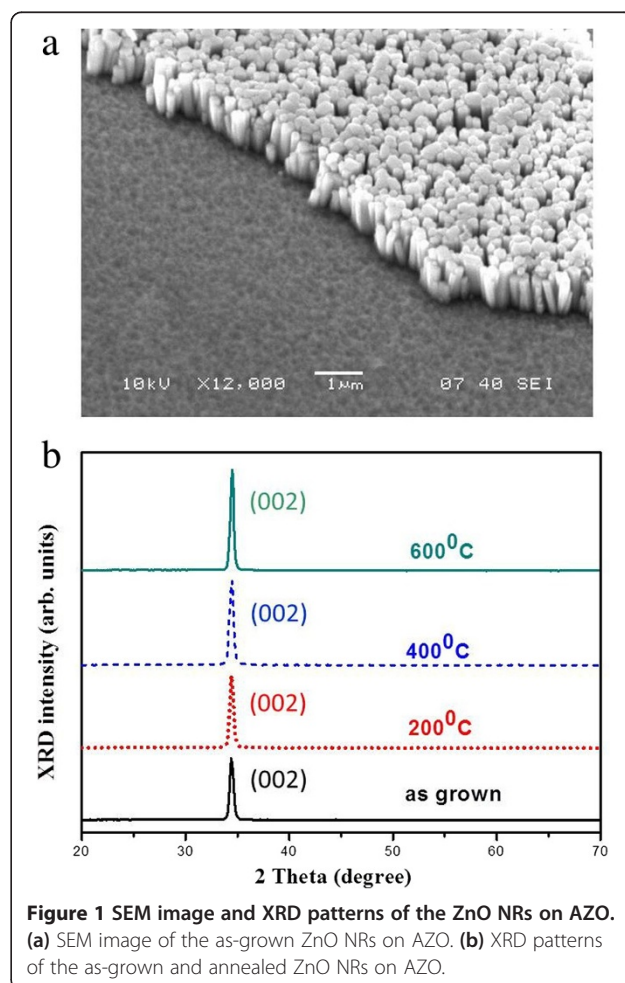 a
10kV X12,000 1μm 07 40 SEI
b
(002)
600⁰C
(002)
400⁰C
(002)
200⁰C
(002)
as grown
XRD intensity (arb. units)
20 30 40 50 60 70
2 Theta (degree)
Figure 1 SEM image and XRD patterns of the ZnO NRs on AZO.
(a) SEM image of the as-grown ZnO NRs on AZO. (b) XRD patterns
of the as-grown and annealed ZnO NRs on AZO.